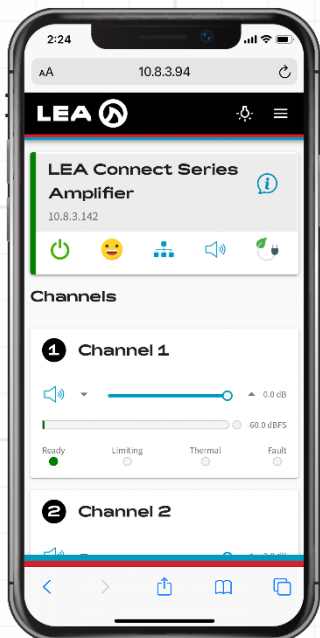 2:24
AA 10.8.3.94
LEA
LEA Connect Series
Amplifier
10.8.3.142
Channels
1 Channel 1
0.0 dB
60.0 dBFS
Ready Limiting Thermal Fault
2 Channel 2